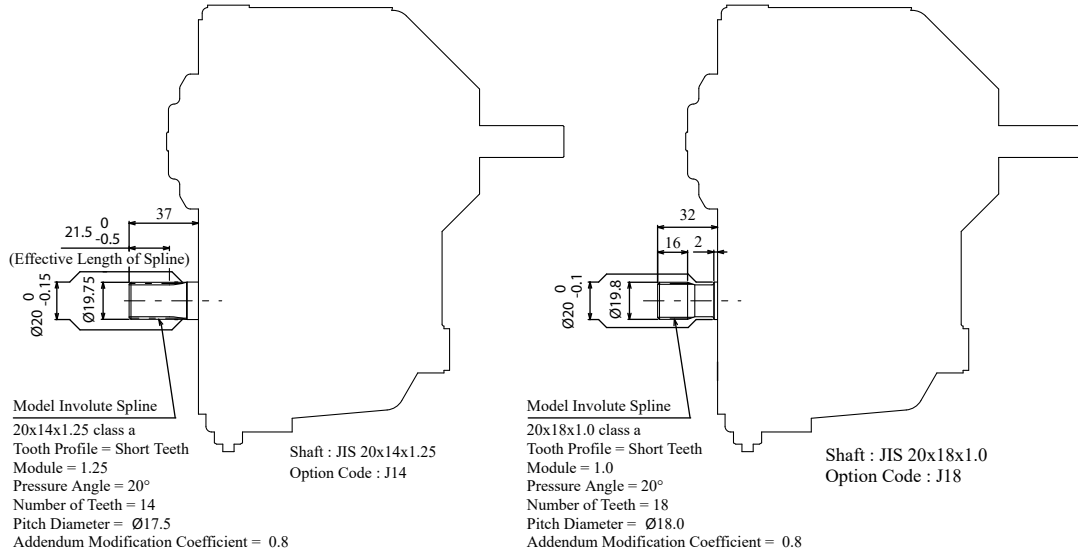 37
21.5 0
-0.5
(Effective Length of Spline)
Ø20 0
-0.15
Ø19.75
Model Involute Spline
20x14x1.25 class a
Tooth Profile = Short Teeth
Module = 1.25
Pressure Angle = 20°
Number of Teeth = 14
Pitch Diameter = Ø17.5
Addendum Modification Coefficient = 0.8
Shaft : JIS 20x14x1.25
Option Code : J14
32
16 2
Ø20 0
-0.1
Ø19.8
Model Involute Spline
20x18x1.0 class a
Tooth Profile = Short Teeth
Module = 1.0
Pressure Angle = 20°
Number of Teeth = 18
Pitch Diameter = Ø18.0
Addendum Modification Coefficient = 0.8
Shaft : JIS 20x18x1.0
Option Code : J18